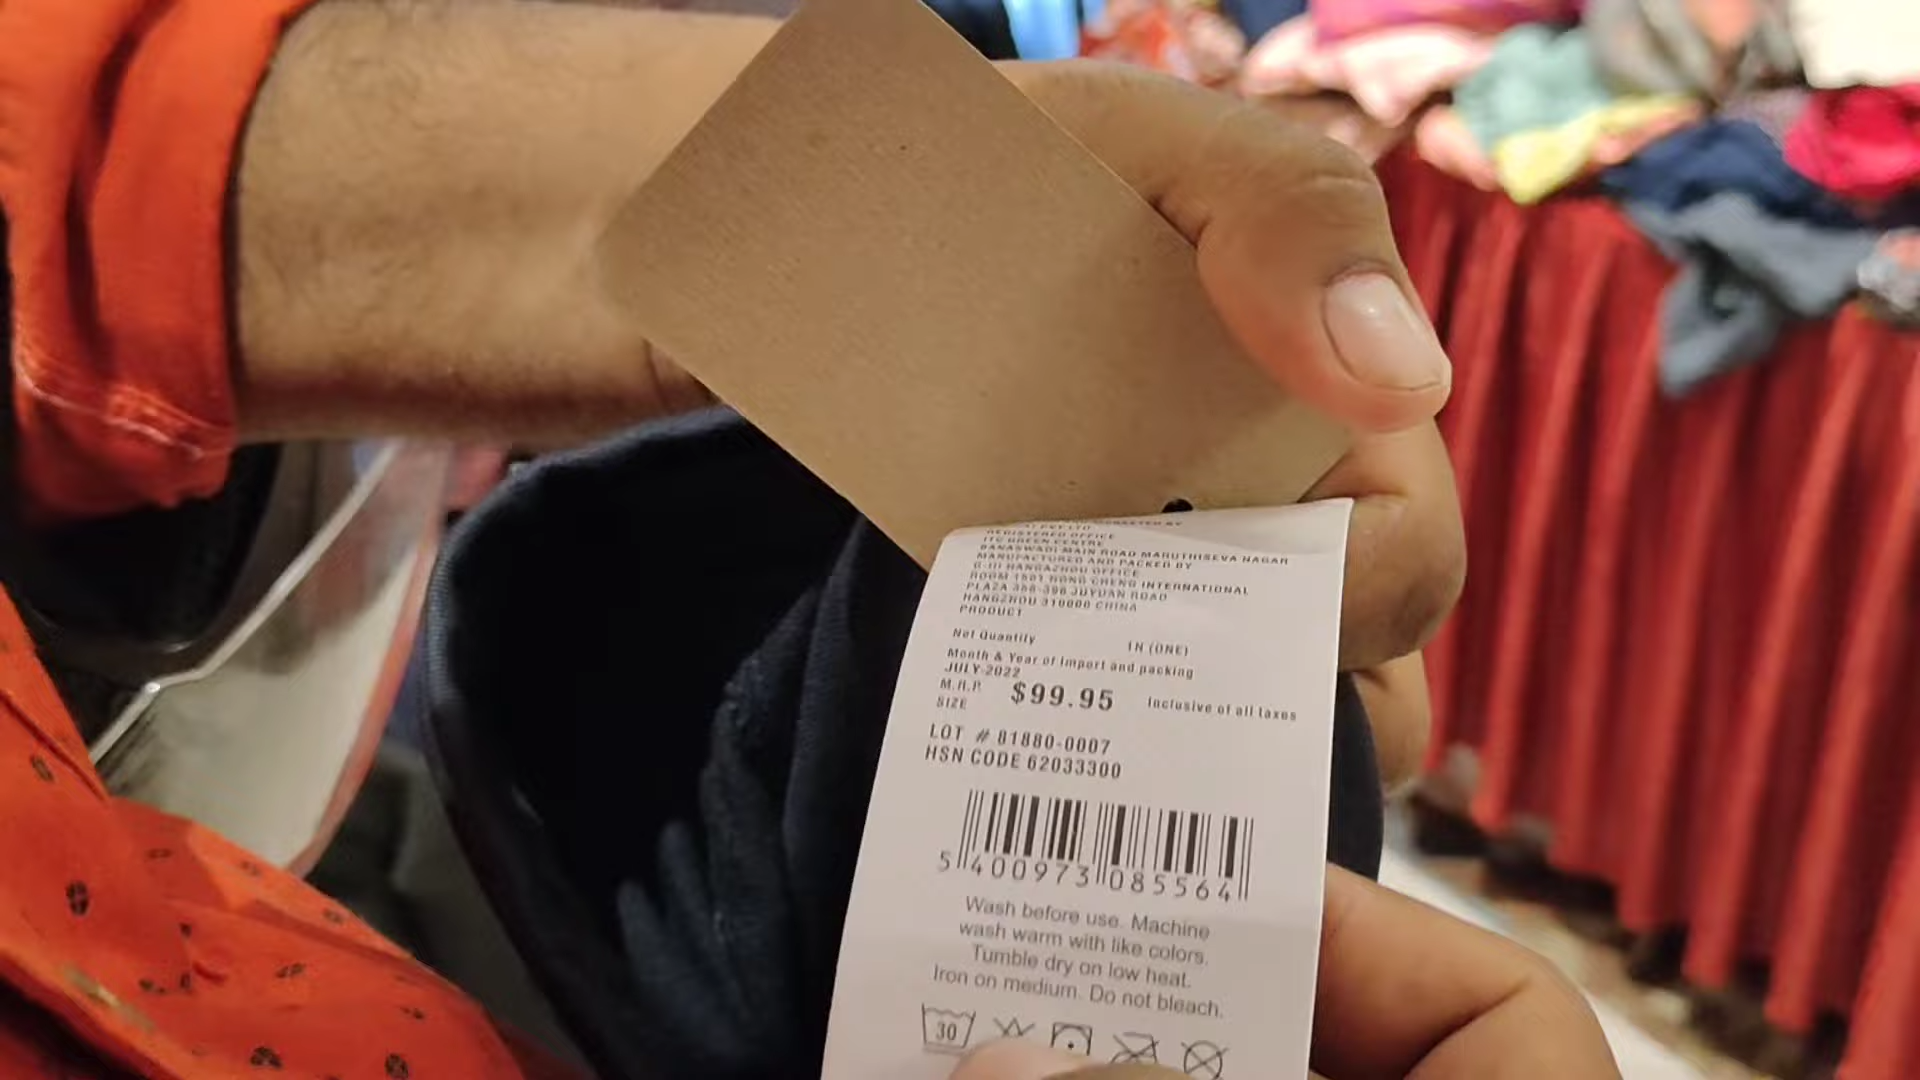 REGISTERED OFFICE
ITC GREEN CENTRE
BANASWADI MAIN ROAD MARUTHISEVA NAGAR
MANUFACTURED AND PACKED BY
G-III HANGZHOU OFFICE
ROOM 1501 HONG CHENG INTERNATIONAL
PLAZA 355-396 JUYUAN ROAD
HANGZHOU 310000 CHINA
PRODUCT
Net Quantity 1N (ONE)
Month & Year of Import and packing
JULY-2022
M.R.P. $99.95 Inclusive of all taxes
SIZE
LOT # 81880-0007
HSN CODE 62033300
5 400973 085564
Wash before use. Machine
wash warm with like colors.
Tumble dry on low heat.
Iron on medium. Do not bleach.
30